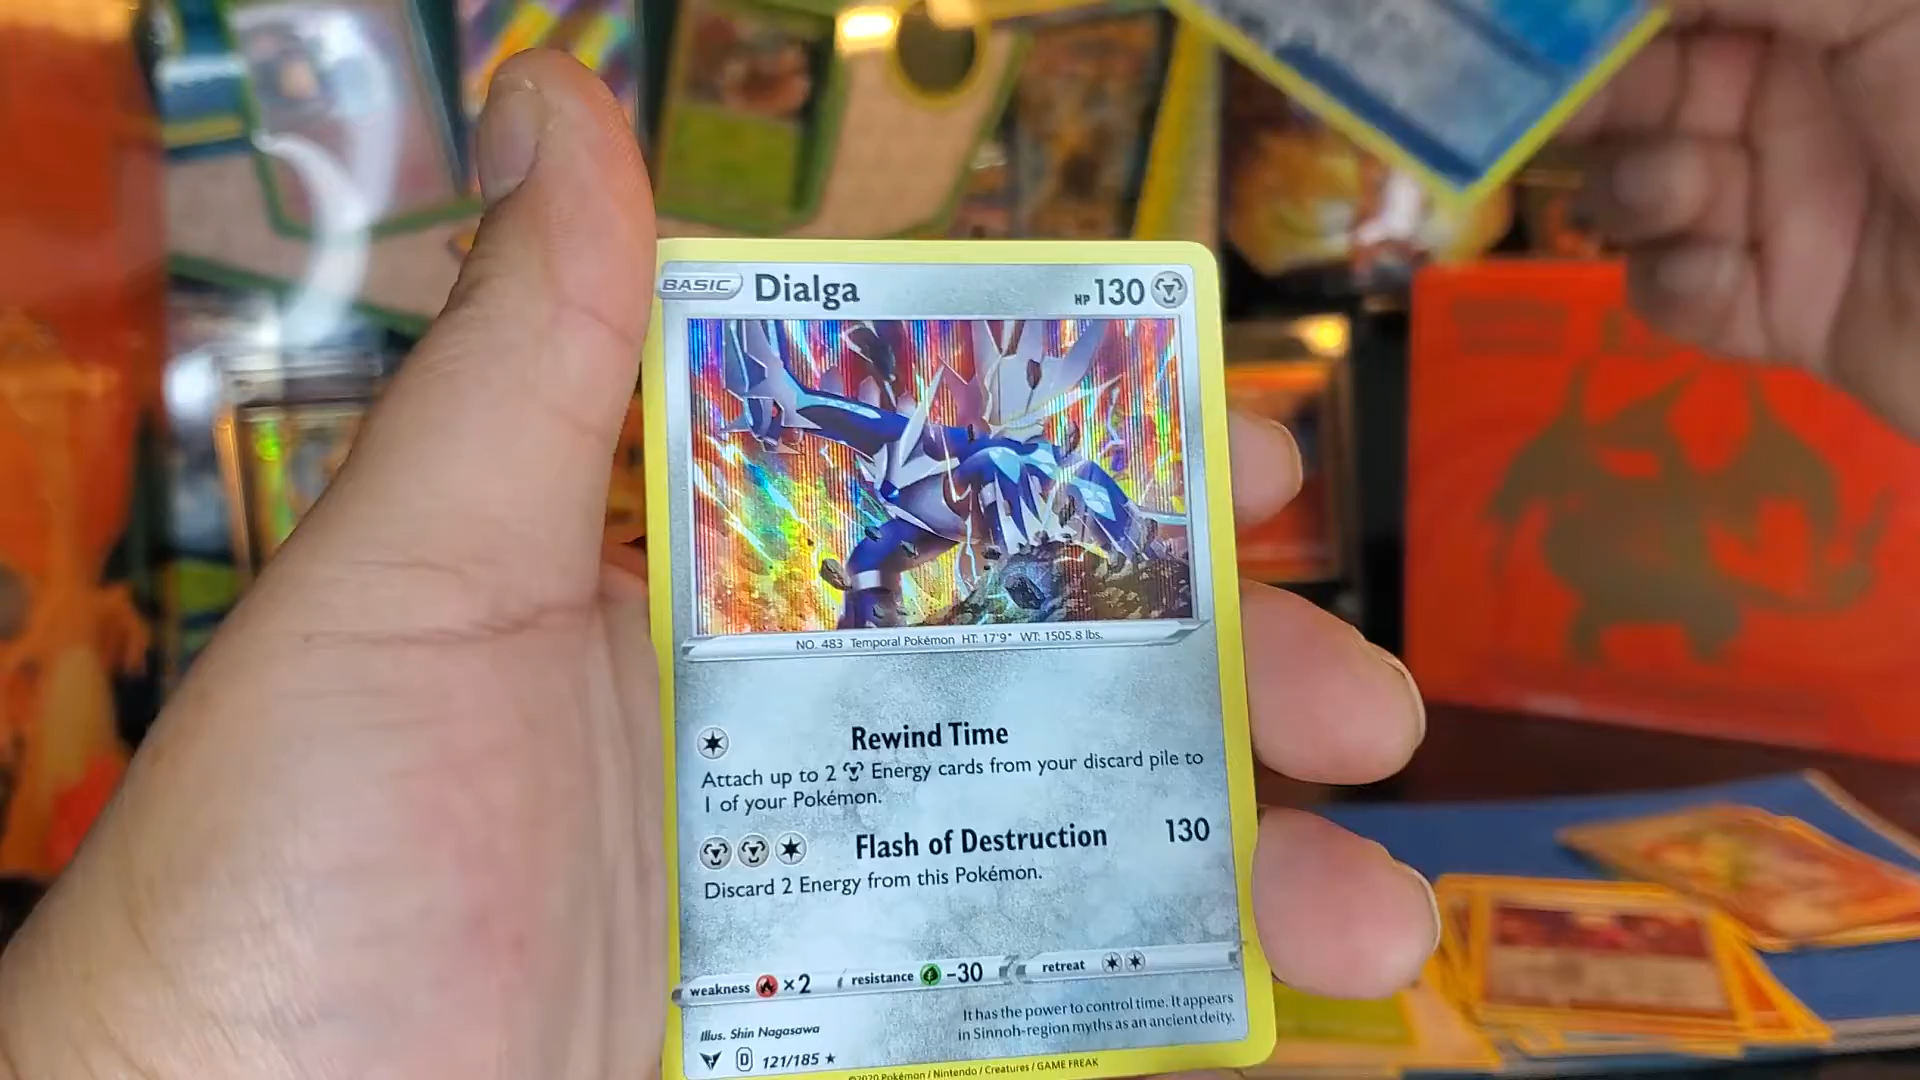 BASIC Dialga HP 130
NO. 483 Temporal Pokémon HT: 17'9" WT: 1505.8 lbs.
Rewind Time
Attach up to 2 Energy cards from your discard pile to
1 of your Pokémon.
Flash of Destruction 130
Discard 2 Energy from this Pokémon.
weakness ×2 resistance -30 retreat
It has the power to control time. It appears
in Sinnoh-region myths as an ancient deity.
Illus. Shin Nagasawa
D 121/185
©2020 Pokémon / Nintendo / Creatures / GAME FREAK